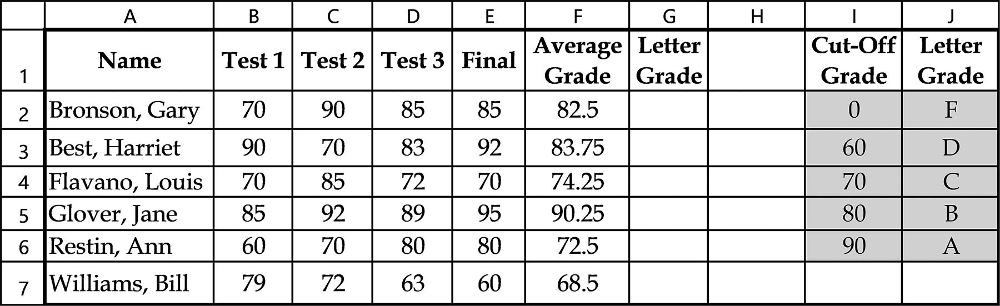 A B C D E F G H I J
1 Name Test 1 Test 2 Test 3 Final Average Grade Letter Grade Cut-Off Grade Letter Grade
2 Bronson, Gary 70 90 85 85 82.5 0 F
3 Best, Harriet 90 70 83 92 83.75 60 D
4 Flavano, Louis 70 85 72 70 74.25 70 C
5 Glover, Jane 85 92 89 95 90.25 80 B
6 Restin, Ann 60 70 80 80 72.5 90 A
7 Williams, Bill 79 72 63 60 68.5